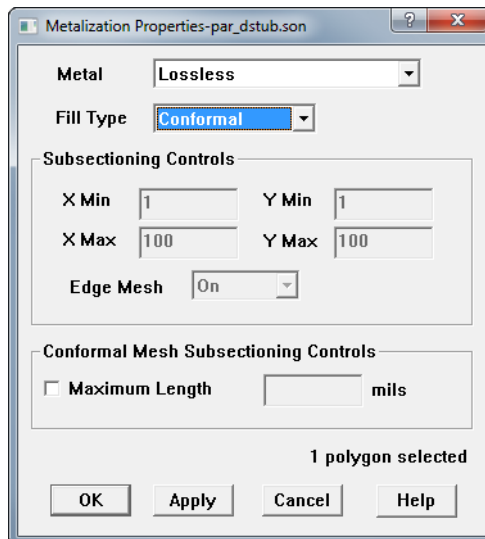 Metalization Properties-par_dstub.son
Metal Lossless
Fill Type Conformal
Subsectioning Controls
X Min 1 Y Min 1
X Max 100 Y Max 100
Edge Mesh On
Conformal Mesh Subsectioning Controls
Maximum Length mils
1 polygon selected
OK Apply Cancel Help